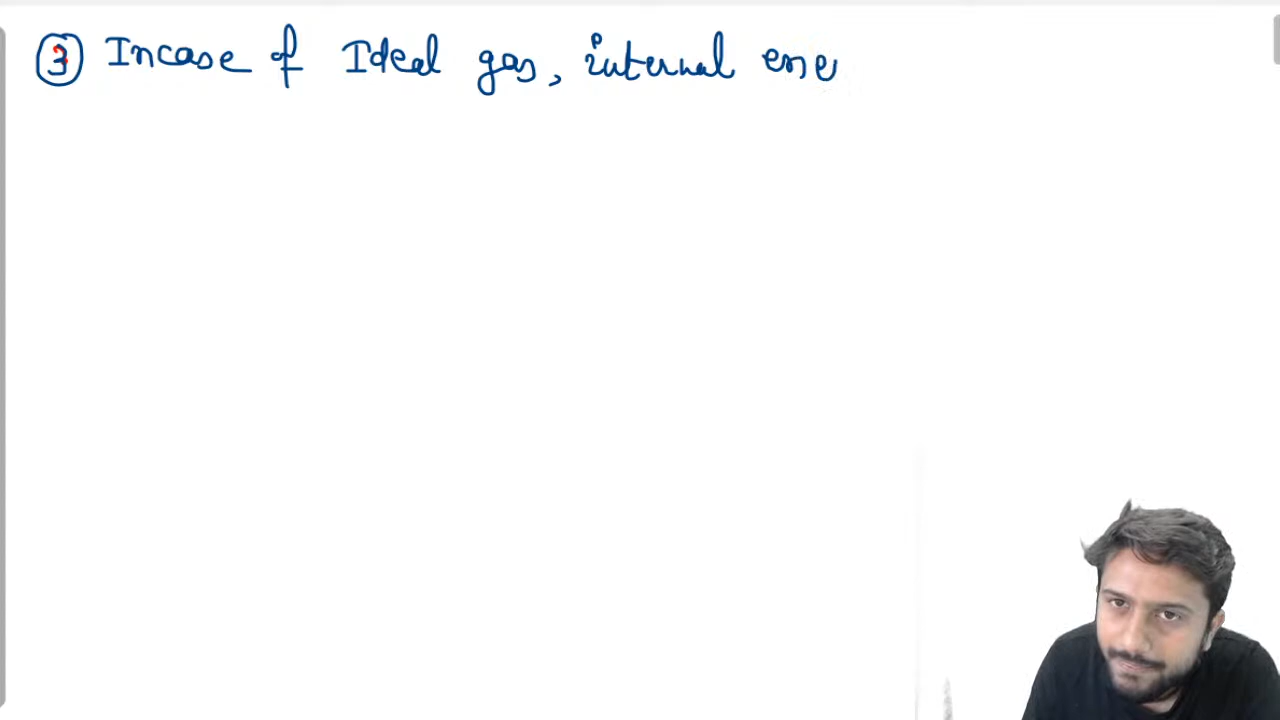 ③ Incase of Ideal gas, internal ene